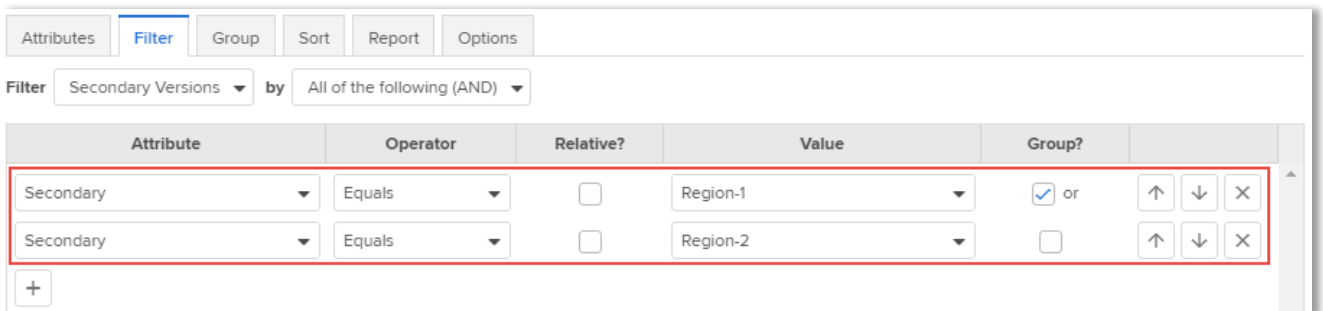 Attributes Filter Group Sort Report Options
Filter Secondary Versions by All of the following (AND)
Attribute Operator Relative? Value Group?
Secondary Equals Region-1 or
Secondary Equals Region-2